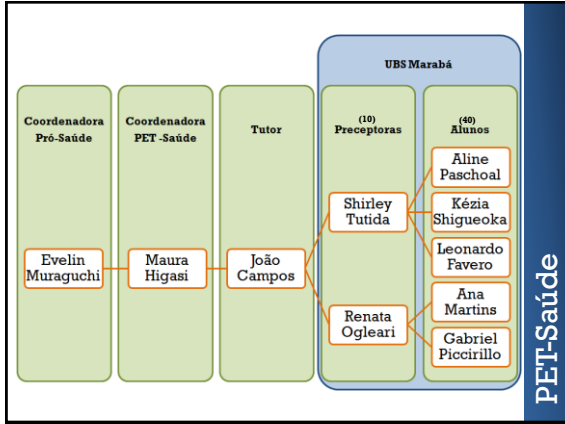 UBS Marabá
Coordenadora
Pró-Saúde
Coordenadora
PET -Saúde
Tutor
(10)
Preceptoras
(40)
Alunos
Evelin
Muraguchi
Maura
Higasi
João
Campos
Shirley
Tutida
Renata
Ogleari
Aline
Paschoal
Kézia
Shigueoka
Leonardo
Favero
Ana
Martins
Gabriel
Piccirillo
PET-Saúde